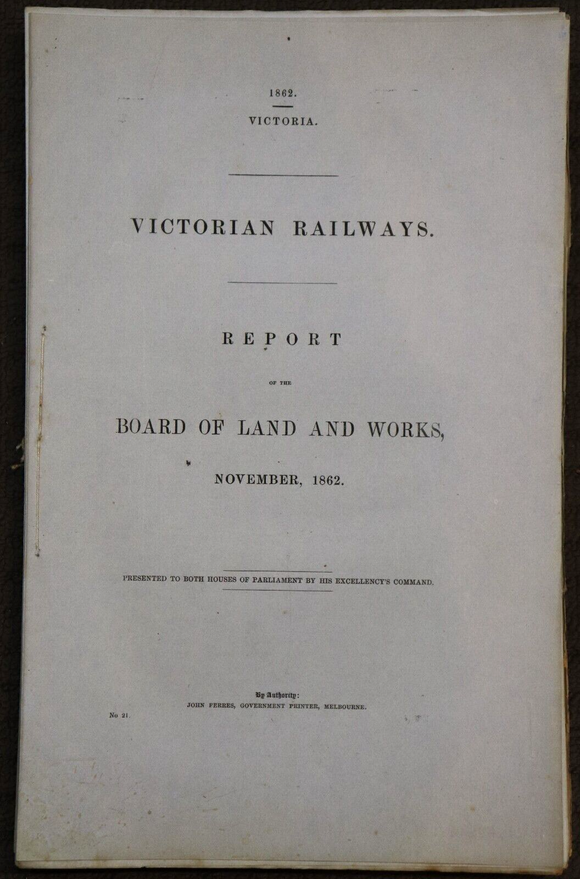 1862.
VICTORIA.
VICTORIAN RAILWAYS.
REPORT
OF THE
BOARD OF LAND AND WORKS,
NOVEMBER, 1862.
PRESENTED TO BOTH HOUSES OF PARLIAMENT BY HIS EXCELLENCY'S COMMAND.
By Authority:
JOHN FERRES, GOVERNMENT PRINTER, MELBOURNE.
No 21